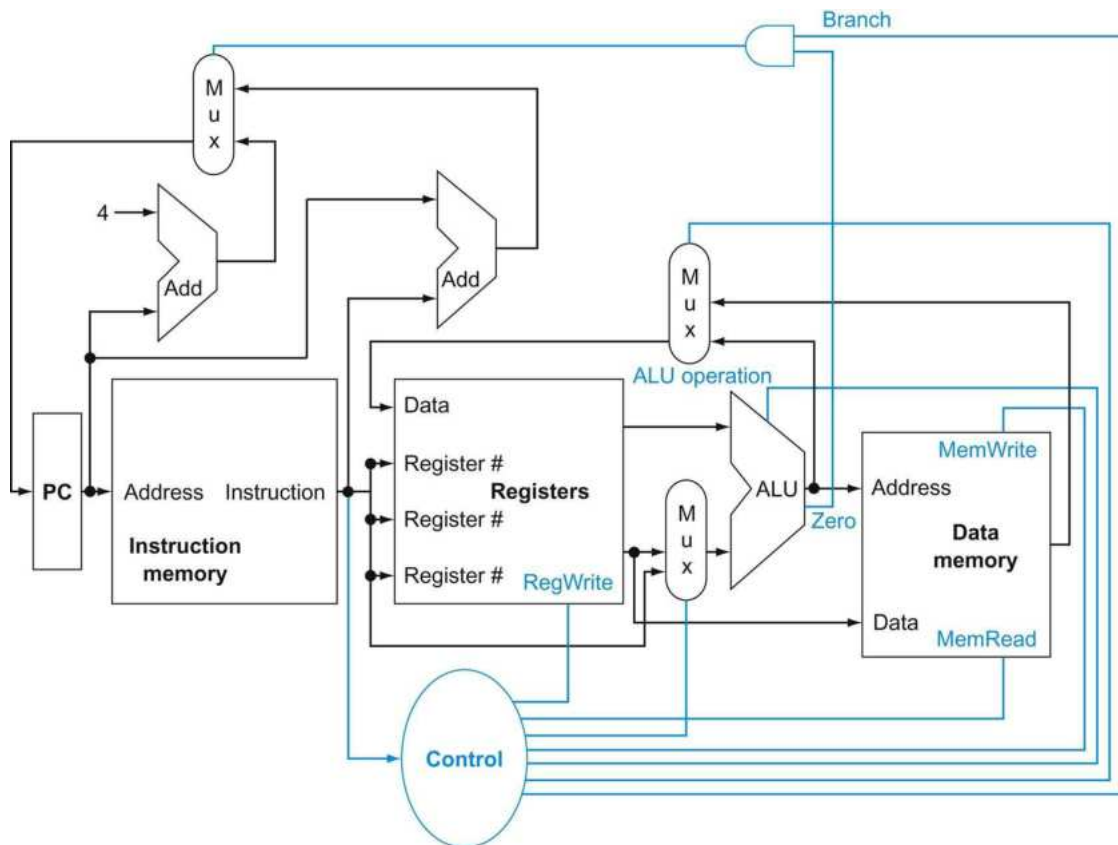 Branch
M
u
x
4
Add
Add
M
u
x
ALU operation
Data
Register #
Register #
Register #
Registers
RegWrite
PC
Address
Instruction
Instruction
memory
M
u
x
ALU
Zero
MemWrite
Address
Data
memory
Data
MemRead
Control